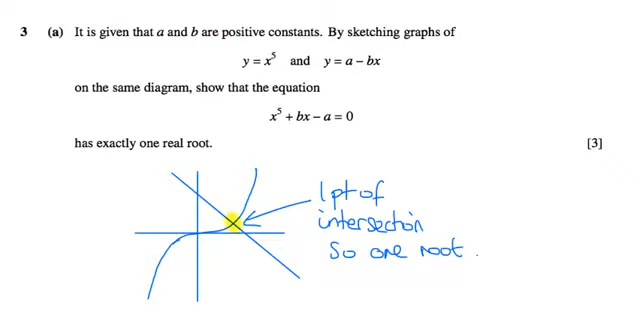 3 (a) It is given that a and b are positive constants. By sketching graphs of
y = x⁵ and y = a − bx
on the same diagram, show that the equation
x⁵ + bx − a = 0
has exactly one real root. [3]
1 pt of
intersection
So one root.